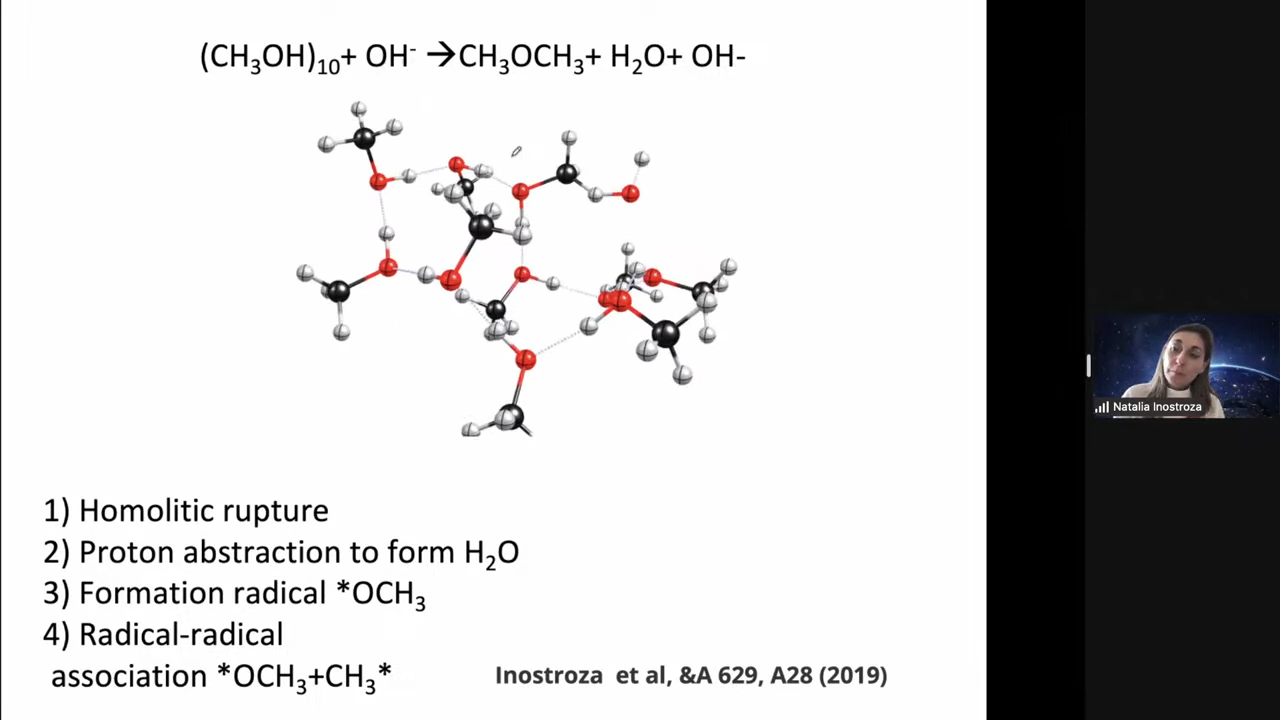 (CH₃OH)₁₀+ OH⁻ →CH₃OCH₃+ H₂O+ OH-
Natalia Inostroza
1) Homolitic rupture
2) Proton abstraction to form H₂O
3) Formation radical *OCH₃
4) Radical-radical
association *OCH₃+CH₃*
Inostroza et al, &A 629, A28 (2019)